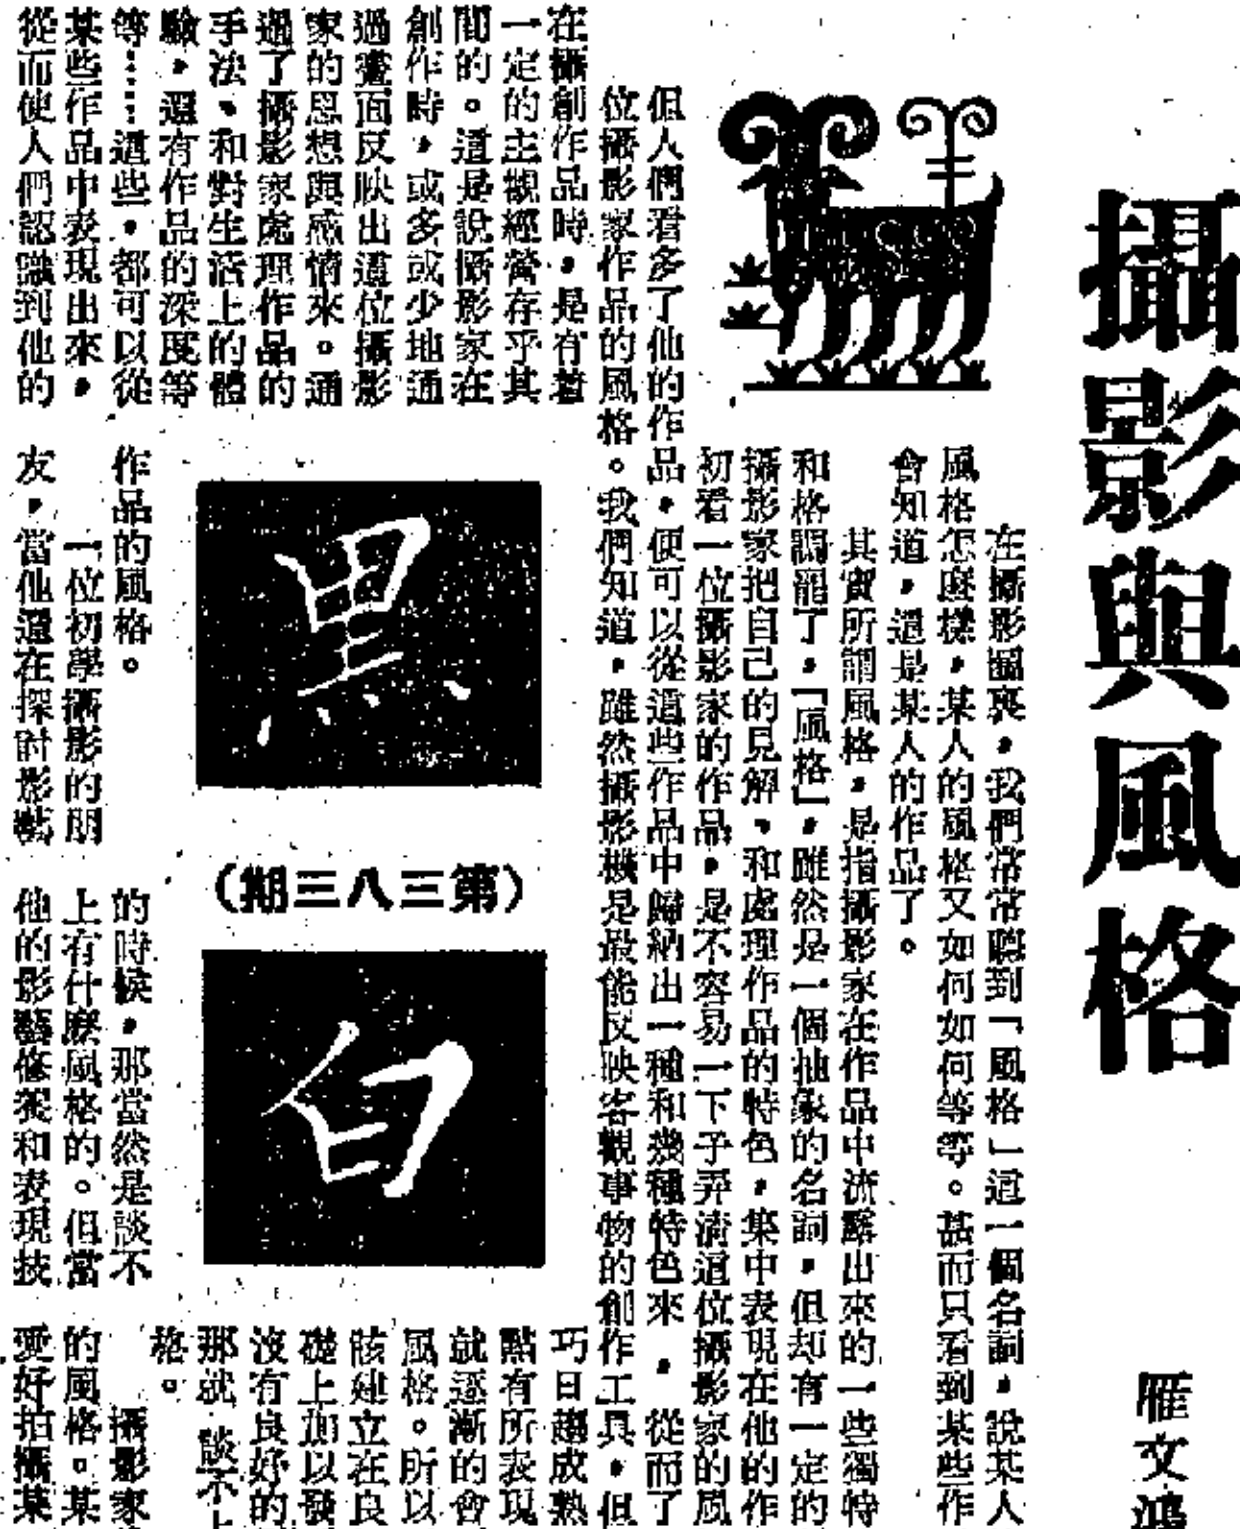 攝影與風格
雁文鴻
在攝影圈裏，我們常常聽到「風格」這一個名詞，說某人
風格怎麽樣，某人的風格又如何如何等等。甚而只看到某些作
會知道，這是某人的作品了。
其實所謂風格，是指攝影家在作品中流露出來的一些獨特
和格調罷了，「風格」，雖然是一個抽象的名詞，但却有一定的
攝影家把自己的見解、和處理作品的特色，集中表現在他的作
初看一位攝影家的作品，是不容易一下子弄清這位攝影家的風
但人們看多了他的作品，便可以從這些作品中歸納出一種和幾種特色來，從而了
位攝影家作品的風格。我們知道，雖然攝影機是最能反映客觀事物的創作工具，但
在攝創作品時，是有着
一定的主觀經營存乎其
間的。這是說攝影家在
創作時，或多或少地通
過畫面反映出這位攝影
家的思想與感情來。通
過了攝影家處理作品的
手法、和對生活上的體
驗，還有作品的深度等
等……這些，都可以從
某些作品中表現出來，
從而使人們認識到他的
黑
（第三八三期）
白
作品的風格。
一位初學攝影的朋
友，當他還在探討影藝
的時候，那當然是談不
上有什麽風格的。但當
他的影藝修養和表現技
巧日趨成熟
點有所表現
就逐漸的會
風格。所以
該建立在良
礎上加以發
沒有良好的
那就談不上
格。
攝影家
的風格。某
愛好拍攝某